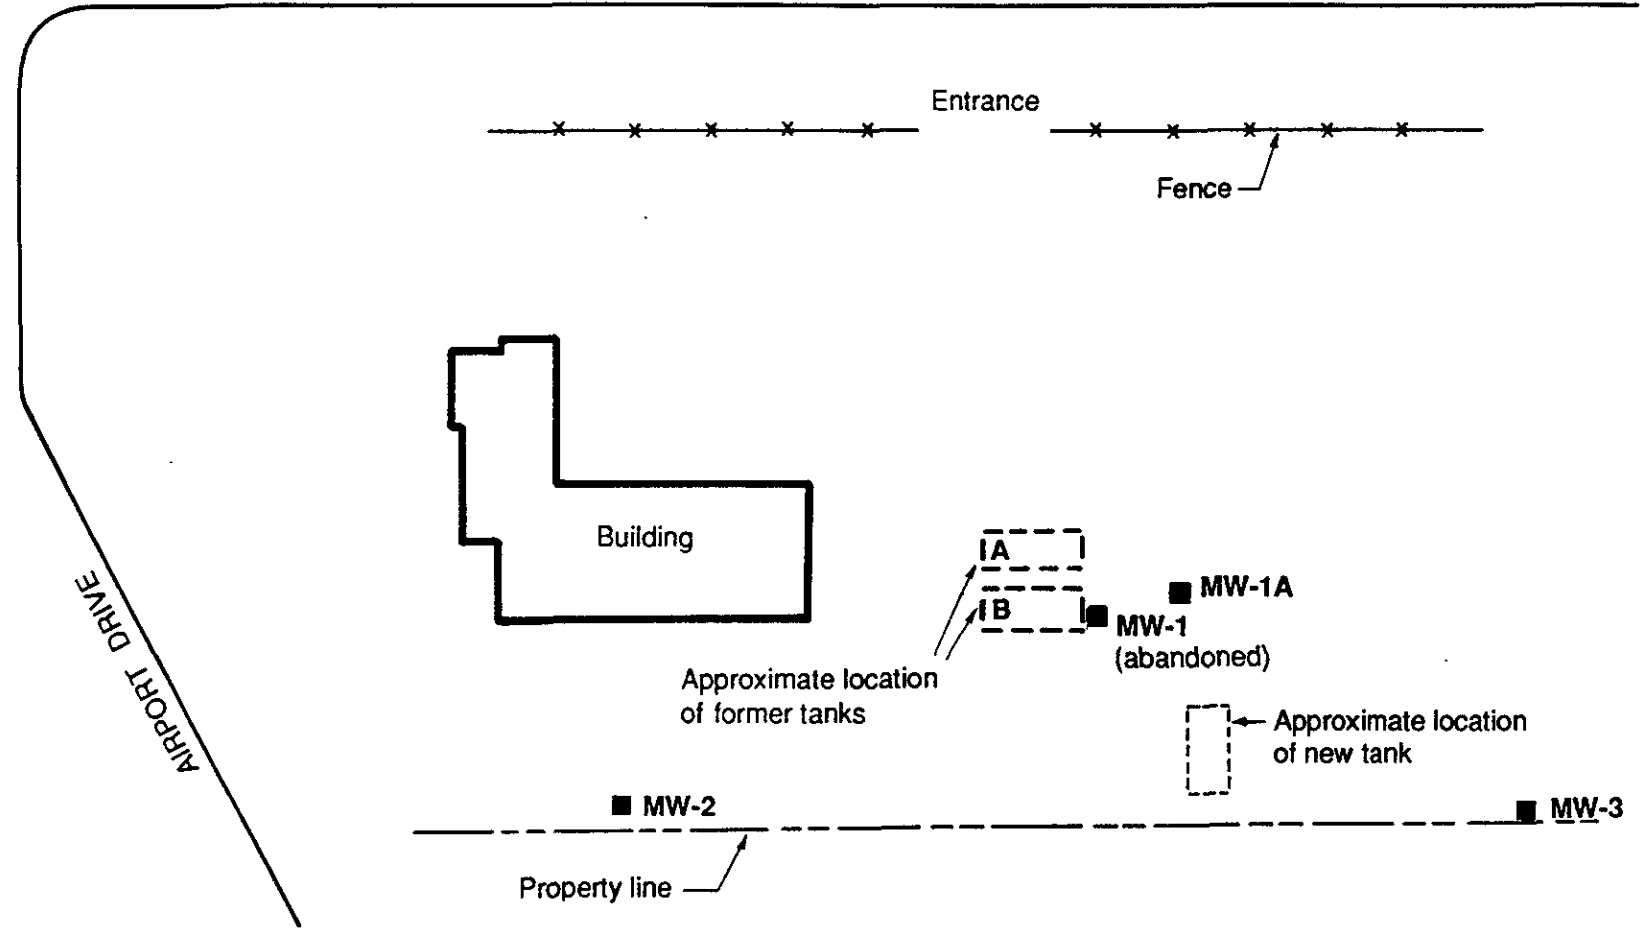 Entrance
Fence
Building
A
B
MW-1A
MW-1
(abandoned)
Approximate location
of former tanks
Approximate location
of new tank
AIRPORT DRIVE
MW-2
MW-3
Property line